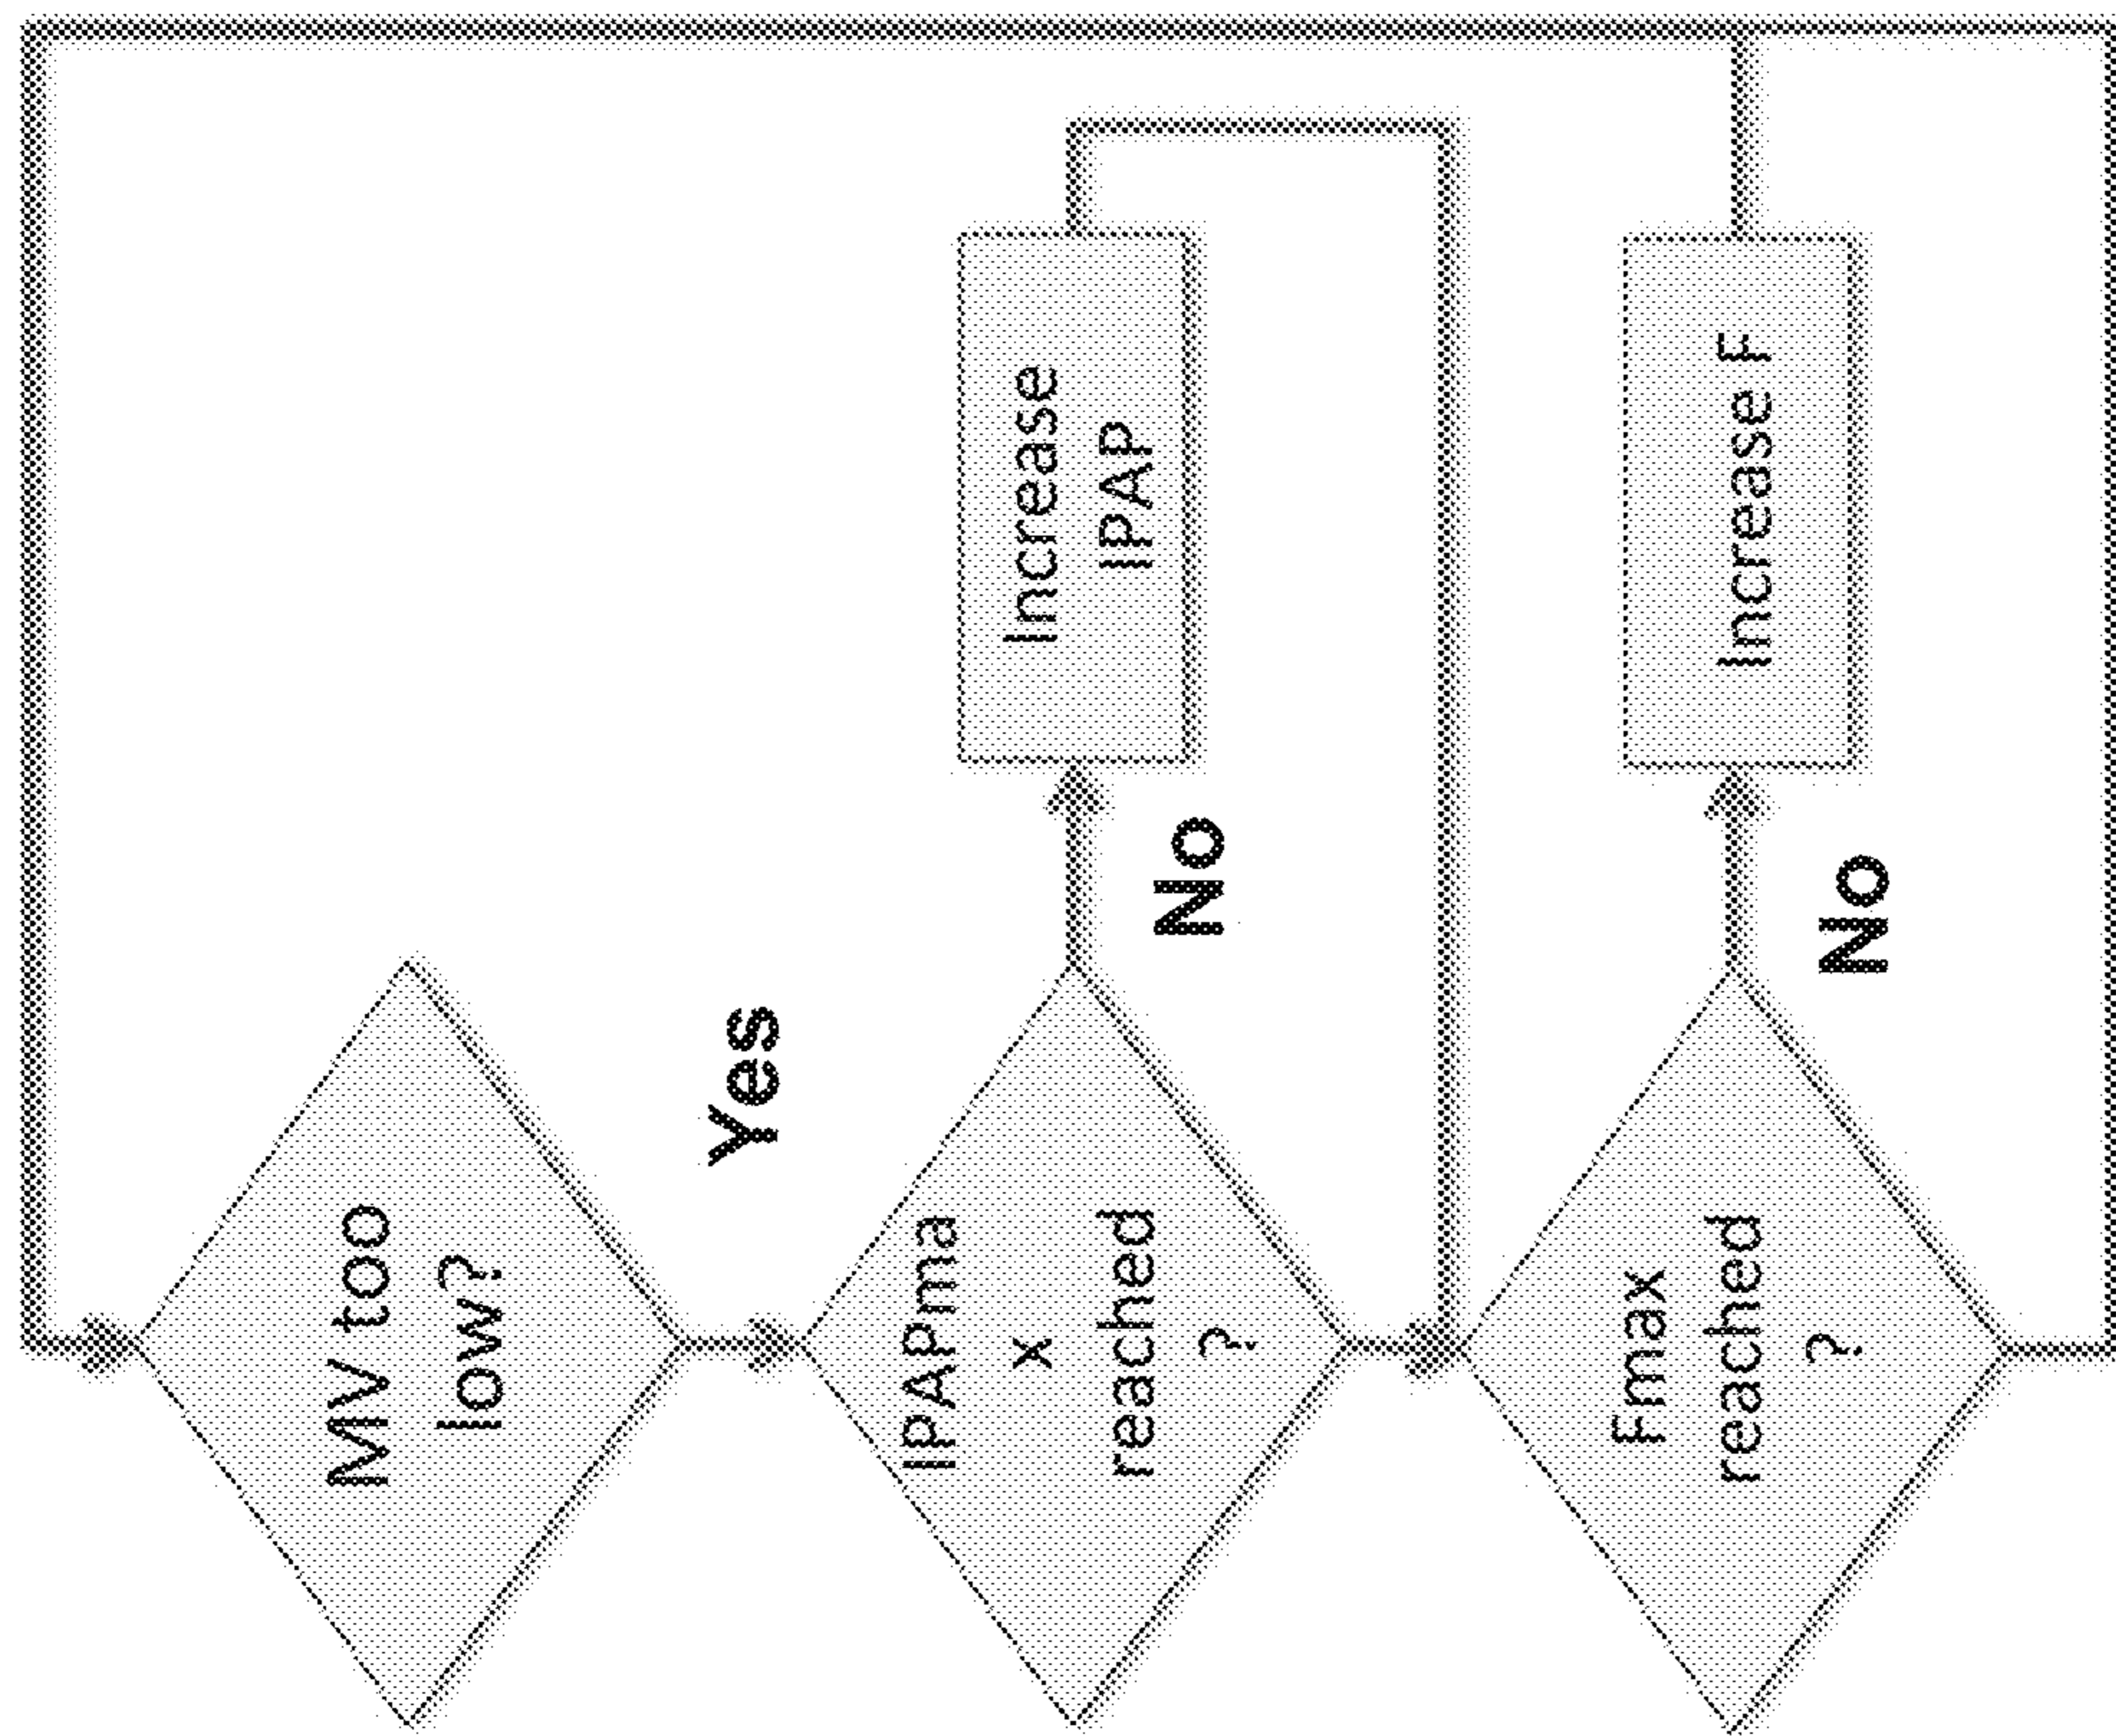 MV too
low?
Yes
IPAPma
x
reached
?
No
Increase
IPAP
Fmax
reached
?
No
Increase F